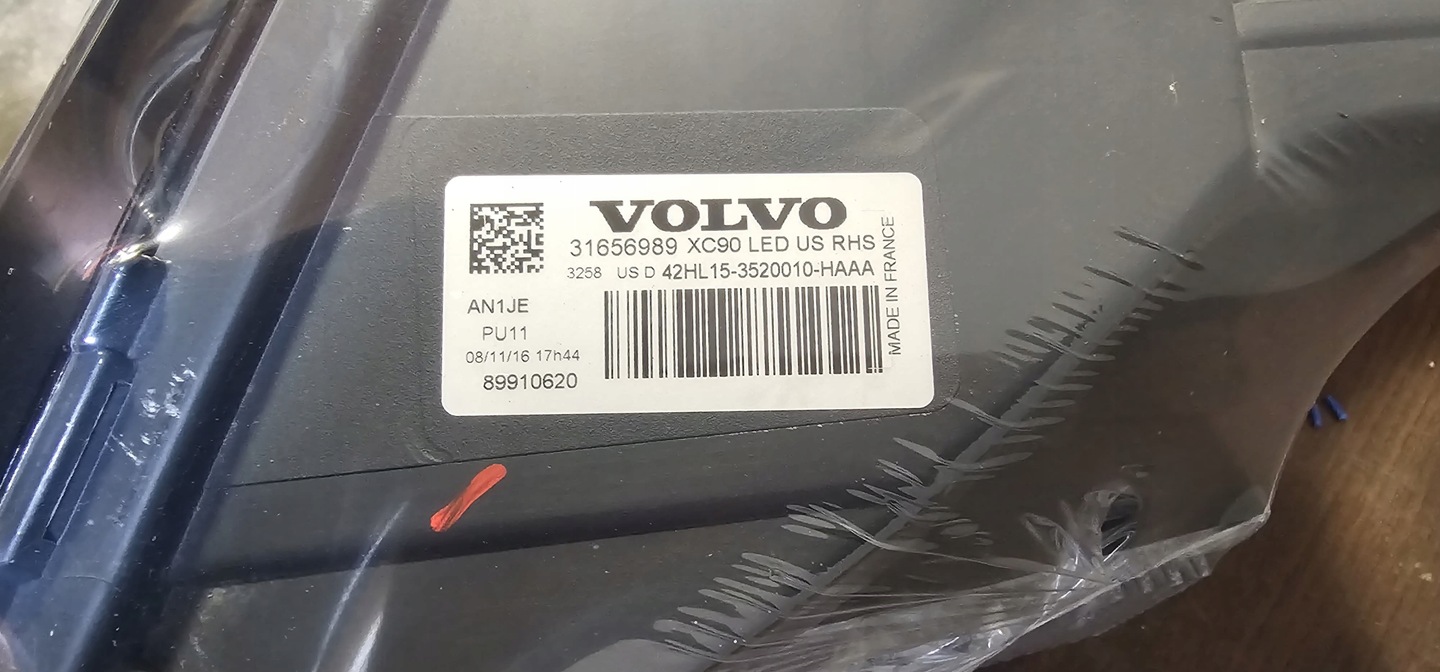 VOLVO
31656989 XC90 LED US RHS
3258 US D 42HL15-3520010-HAAA
AN1JE
PU11
08/11/16 17h44
89910620
MADE IN FRANCE